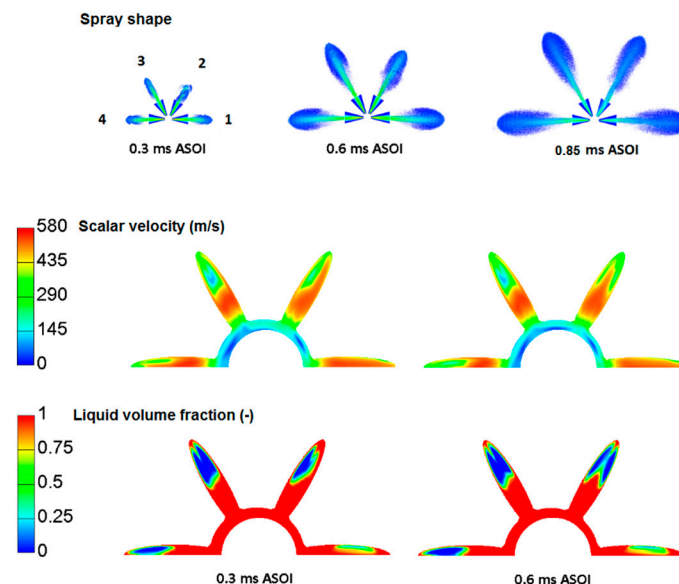 Spray shape
3 2
4 1
0.3 ms ASOI 0.6 ms ASOI 0.85 ms ASOI
Scalar velocity (m/s)
580
435
290
145
0
Liquid volume fraction (-)
1
0.75
0.5
0.25
0
0.3 ms ASOI 0.6 ms ASOI